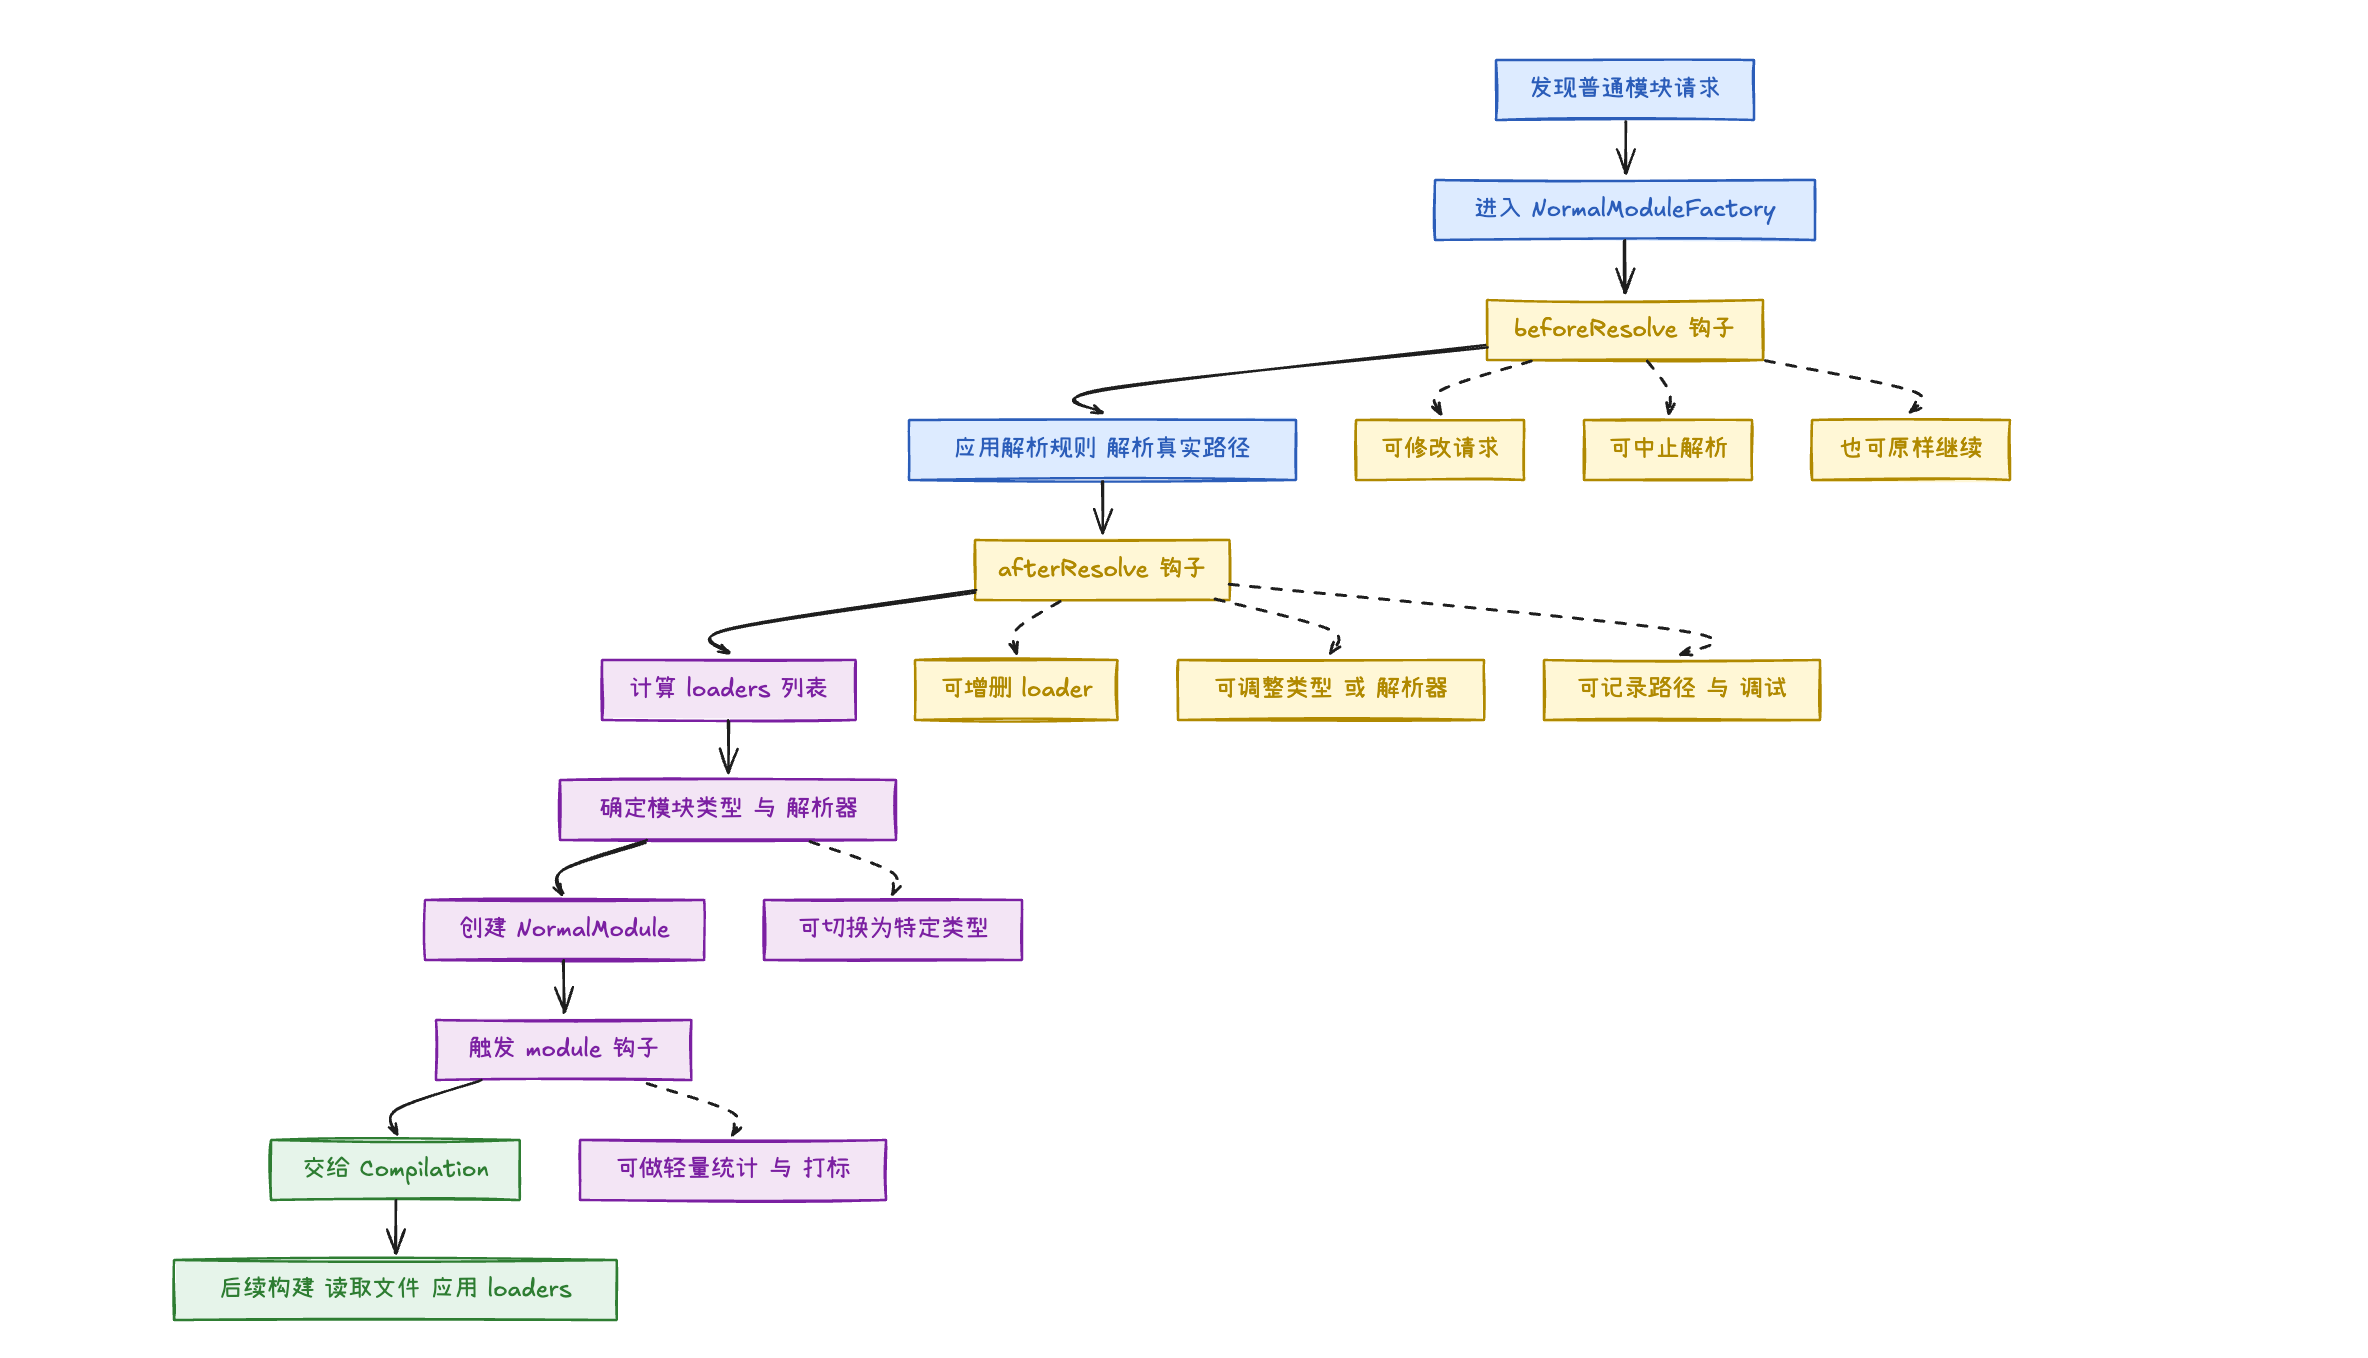 发现普通模块请求
进入 NormalModuleFactory
beforeResolve 钩子
应用解析规则 解析真实路径
可修改请求
可中止解析
也可原样继续
afterResolve 钩子
计算 loaders 列表
可增删 loader
可调整类型 或 解析器
可记录路径 与 调试
确定模块类型 与 解析器
创建 NormalModule
可切换为特定类型
触发 module 钩子
交给 Compilation
可做轻量统计 与 打标
后续构建 读取文件 应用 loaders